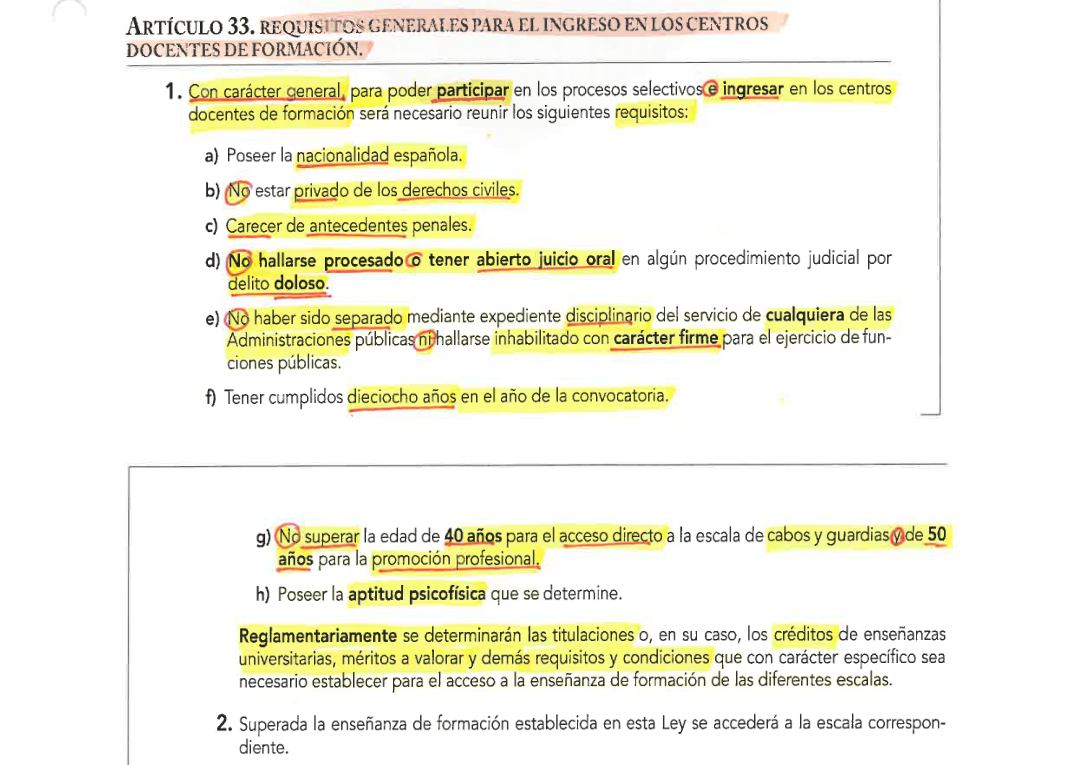 ARTÍCULO 33. REQUISITOS GENERALES PARA EL INGRESO EN LOS CENTROS
DOCENTES DE FORMACIÓN.
1. Con carácter general, para poder participar en los procesos selectivos e ingresar en los centros
docentes de formación será necesario reunir los siguientes requisitos:
a) Poseer la nacionalidad española.
b) No estar privado de los derechos civiles.
c) Carecer de antecedentes penales.
d) No hallarse procesado o tener abierto juicio oral en algún procedimiento judicial por
delito doloso.
e) No haber sido separado mediante expediente disciplinario del servicio de cualquiera de las
Administraciones públicas ni hallarse inhabilitado con carácter firme para el ejercicio de fun-
ciones públicas.
f) Tener cumplidos dieciocho años en el año de la convocatoria.
g) No superar la edad de 40 años para el acceso directo a la escala de cabos y guardias y de 50
años para la promoción profesional.
h) Poseer la aptitud psicofísica que se determine.
Reglamentariamente se determinarán las titulaciones o, en su caso, los créditos de enseñanzas
universitarias, méritos a valorar y demás requisitos y condiciones que con carácter específico sea
necesario establecer para el acceso a la enseñanza de formación de las diferentes escalas.
2. Superada la enseñanza de formación establecida en esta Ley se accederá a la escala correspon-
diente.